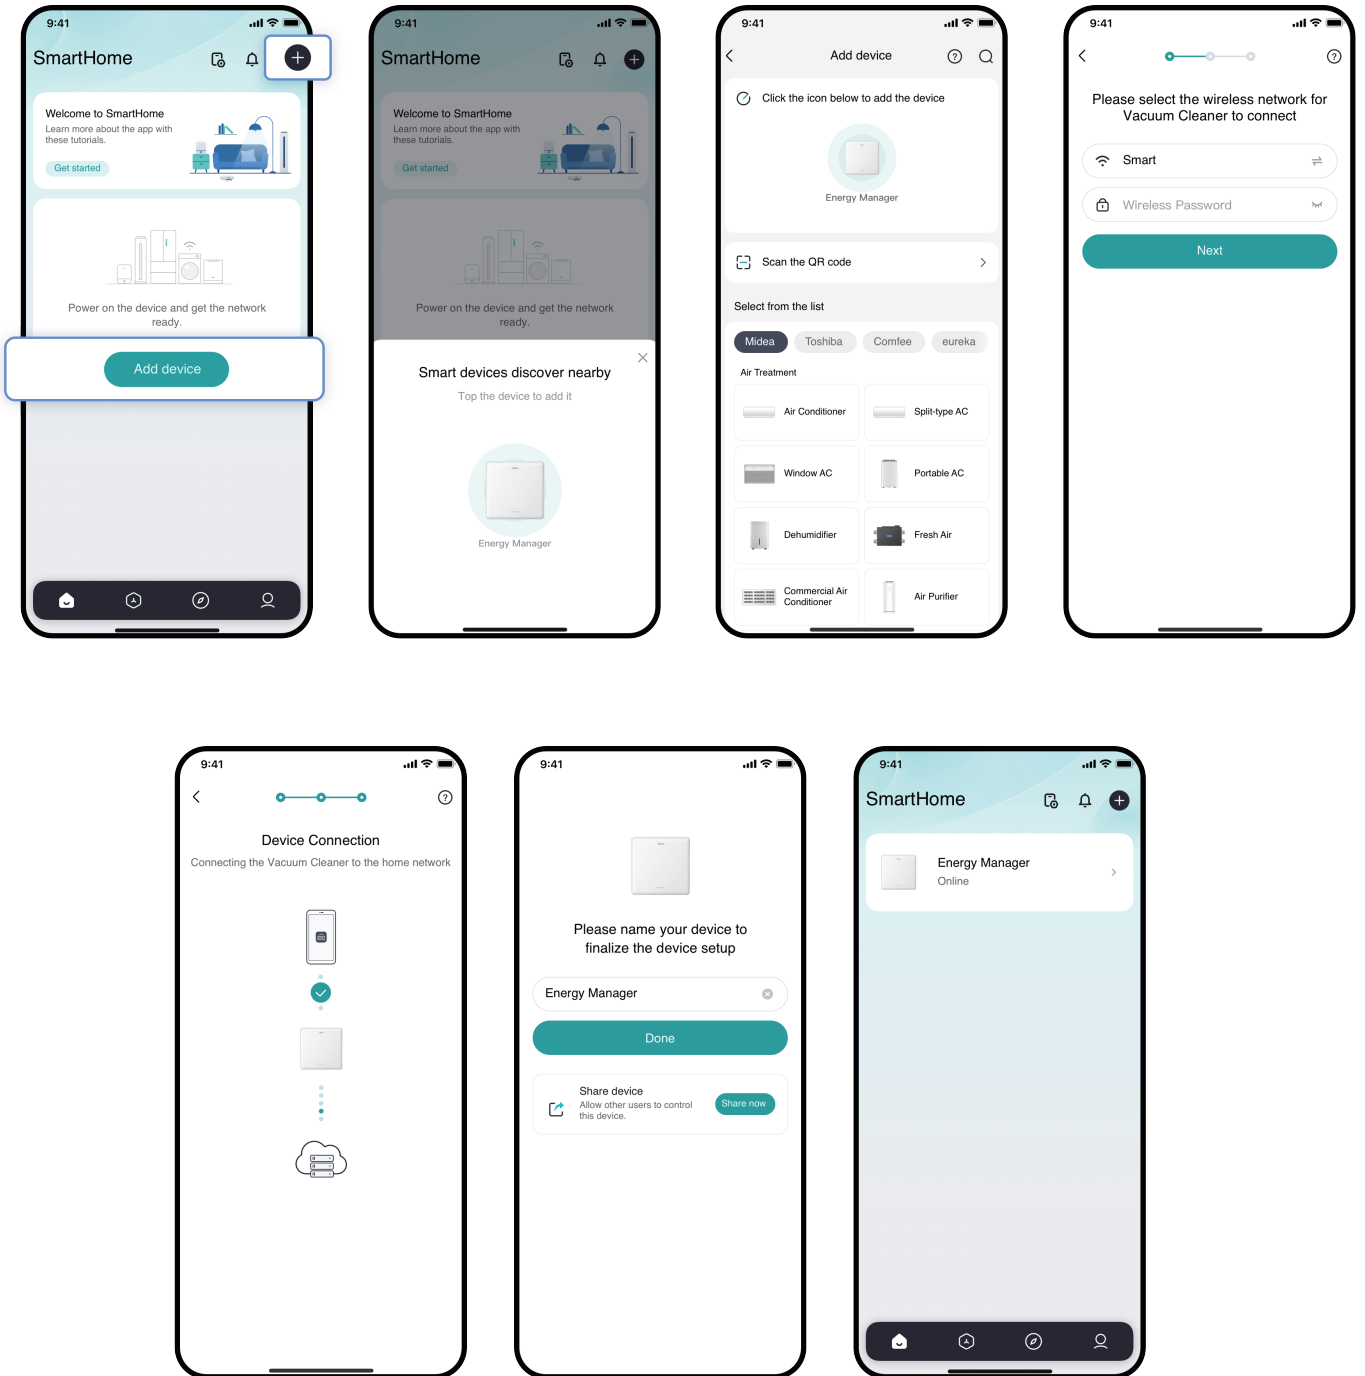 9:41
SmartHome
Welcome to SmartHome
Learn more about the app with
these tutorials.
Get started
Power on the device and get the network
ready.
Add device
9:41
SmartHome
Welcome to SmartHome
Learn more about the app with
these tutorials.
Get started
Power on the device and get the network
ready.
Smart devices discover nearby
Top the device to add it
Energy Manager
9:41
Add device
Click the icon below to add the device
Energy Manager
Scan the QR code
Select from the list
Midea
Toshiba
Comfee
eureka
Air Treatment
Air Conditioner
Split-type AC
Window AC
Portable AC
Dehumidifier
Fresh Air
Commercial Air
Conditioner
Air Purifier
9:41
Please select the wireless network for
Vacuum Cleaner to connect
Smart
Wireless Password
Next
9:41
Device Connection
Connecting the Vacuum Cleaner to the home network
9:41
Please name your device to
finalize the device setup
Energy Manager
Done
Share device
Allow other users to control
this device.
Share now
9:41
SmartHome
Energy Manager
Online